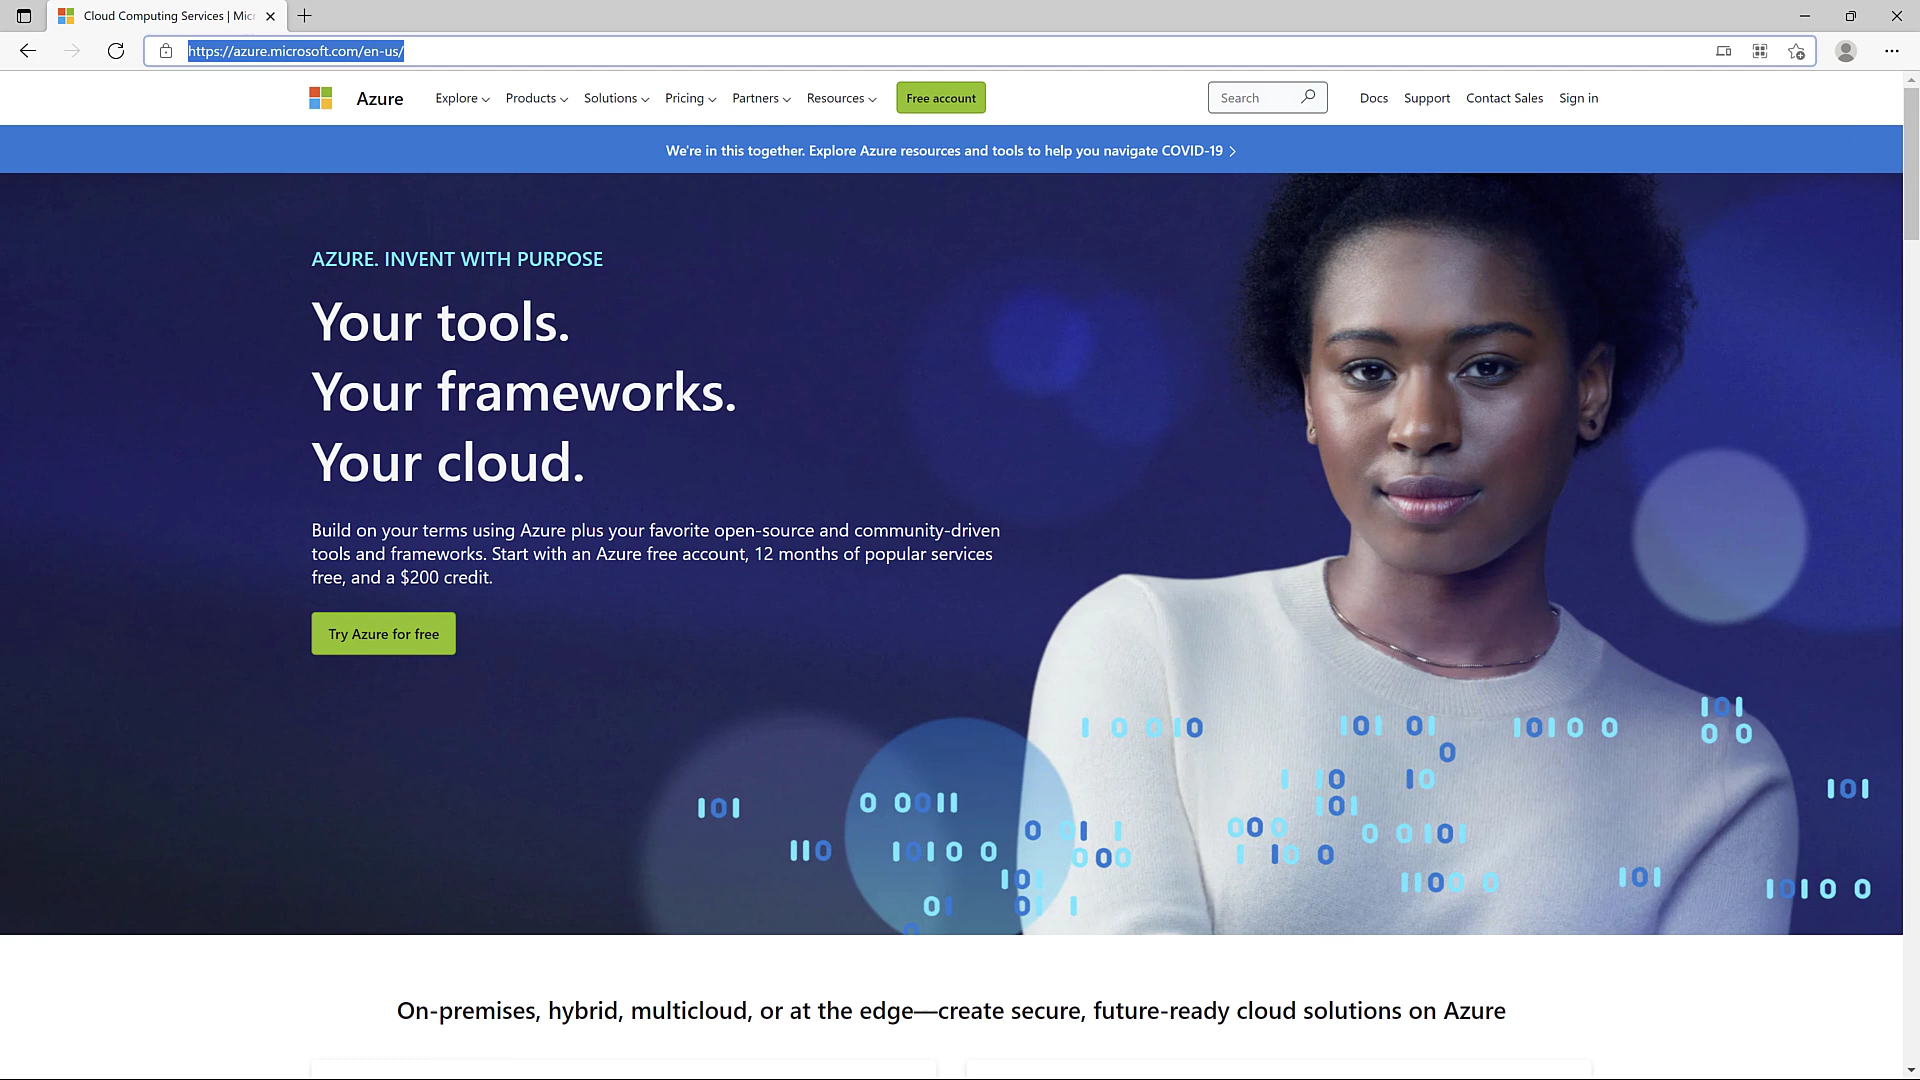 Cloud Computing Services | Mic
https://azure.microsoft.com/en-us/
Azure
Explore
Products
Solutions
Pricing
Partners
Resources
Free account
Search
Docs
Support
Contact Sales
Sign in
We're in this together. Explore Azure resources and tools to help you navigate COVID-19
AZURE. INVENT WITH PURPOSE
Your tools.
Your frameworks.
Your cloud.
Build on your terms using Azure plus your favorite open-source and community-driven
tools and frameworks. Start with an Azure free account, 12 months of popular services
free, and a $200 credit.
Try Azure for free
On-premises, hybrid, multicloud, or at the edge—create secure, future-ready cloud solutions on Azure